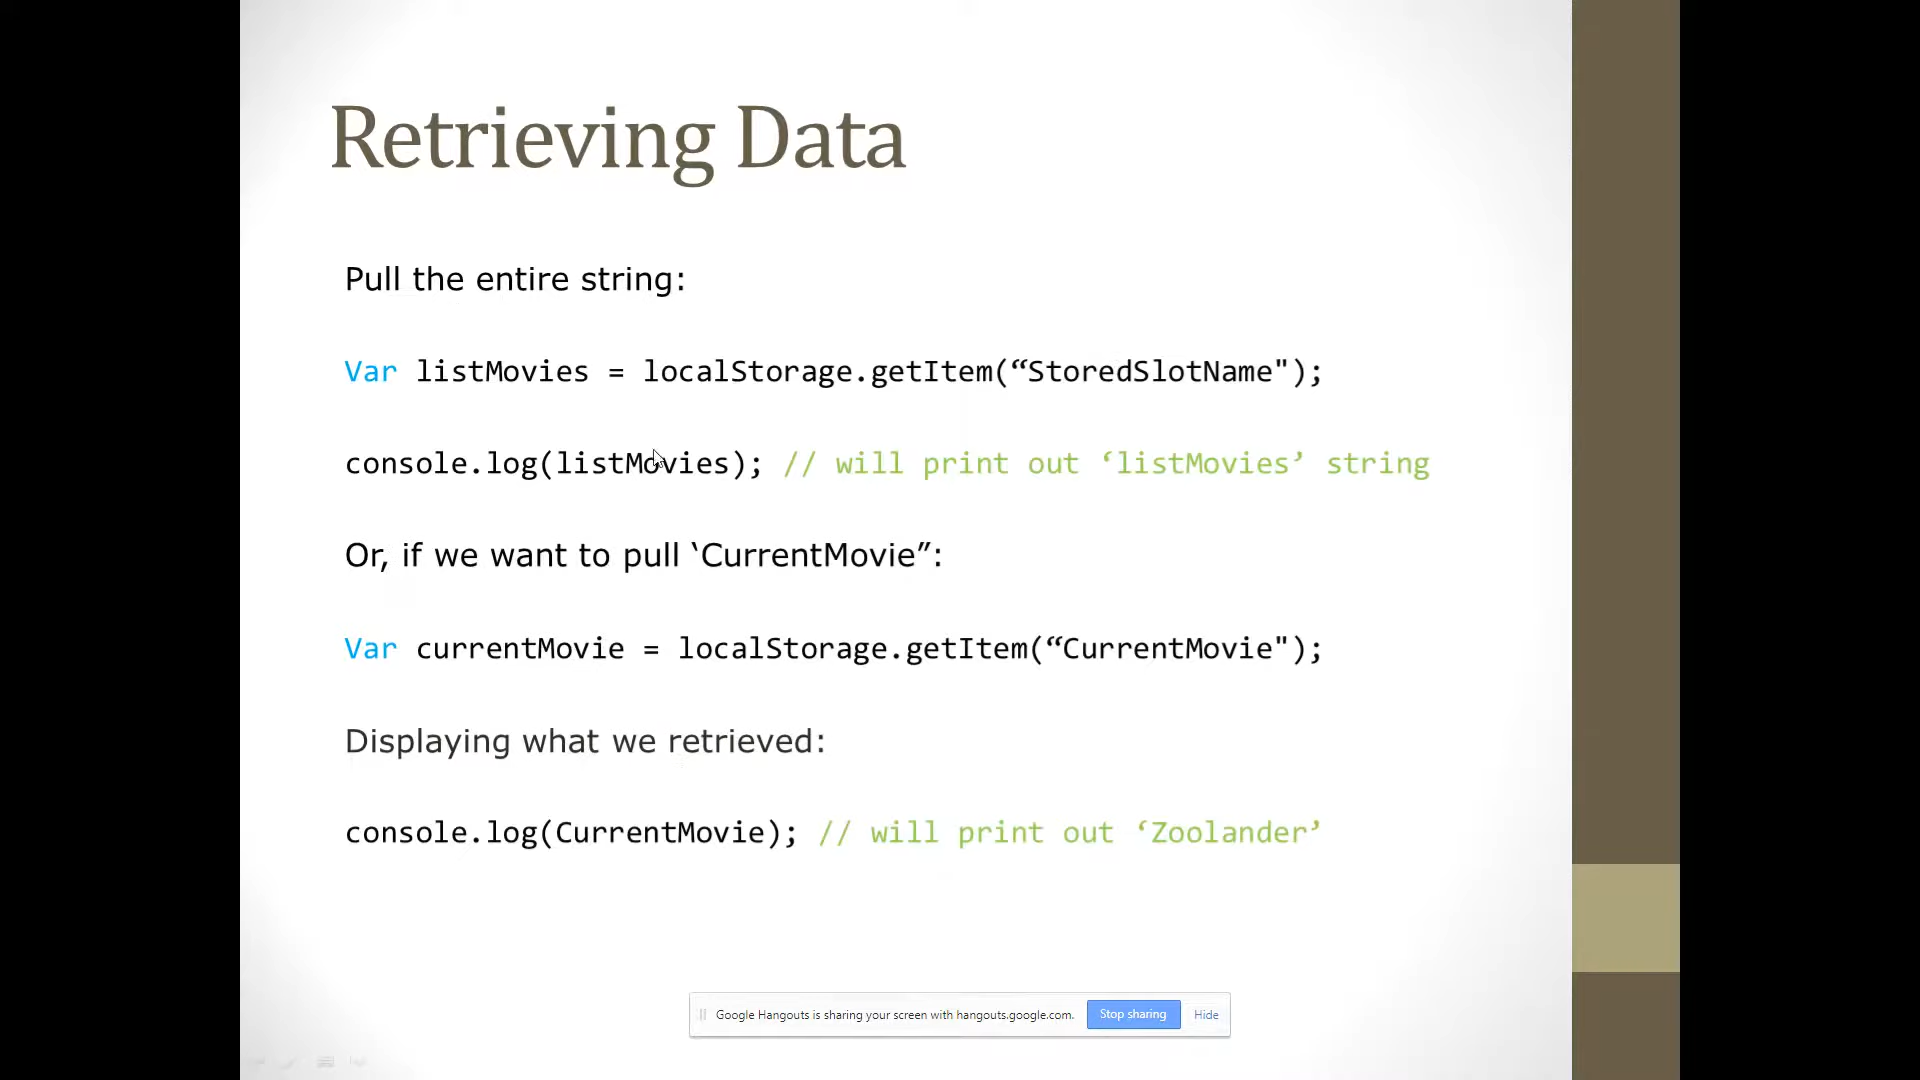 Retrieving Data
Pull the entire string:
Var listMovies = localStorage.getItem(“StoredSlotName");
console.log(listMovies); // will print out ‘listMovies’ string
Or, if we want to pull ‘CurrentMovie”:
Var currentMovie = localStorage.getItem(“CurrentMovie");
Displaying what we retrieved:
console.log(CurrentMovie); // will print out ‘Zoolander’
Google Hangouts is sharing your screen with hangouts.google.com. Stop sharing Hide